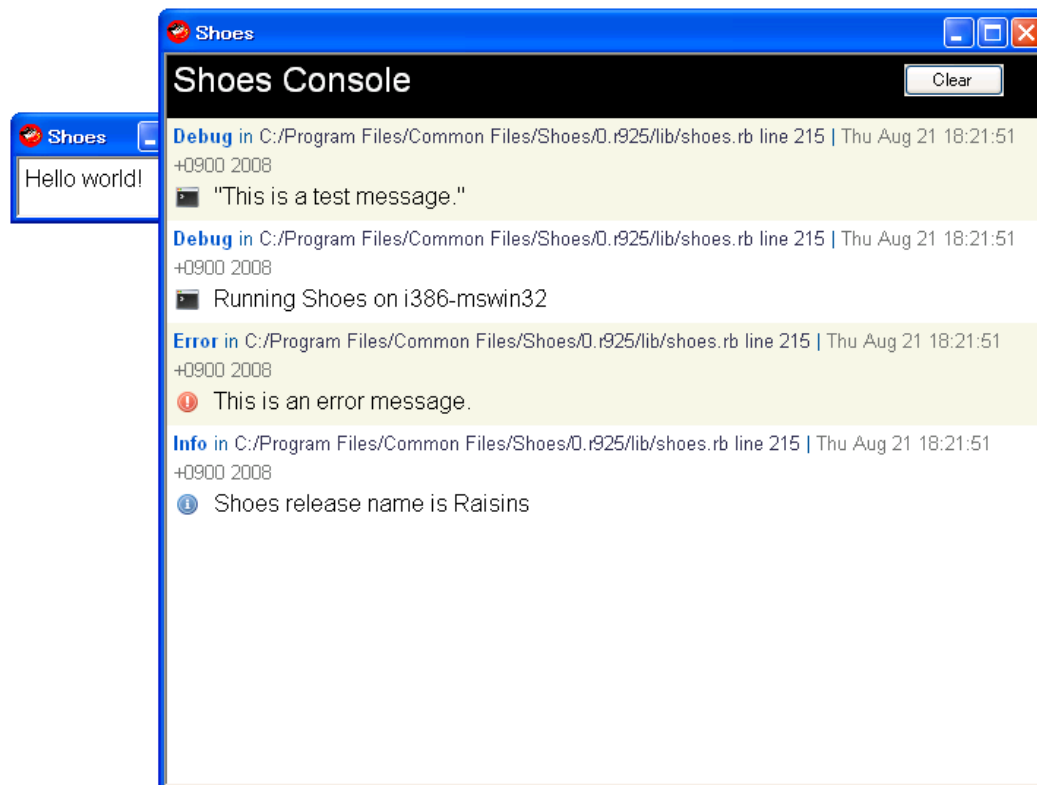 Shoes
Shoes Console
Clear
Shoes
Hello world!
Debug in C:/Program Files/Common Files/Shoes/0.r925/lib/shoes.rb line 215 | Thu Aug 21 18:21:51
+0900 2008
"This is a test message."
Debug in C:/Program Files/Common Files/Shoes/0.r925/lib/shoes.rb line 215 | Thu Aug 21 18:21:51
+0900 2008
Running Shoes on i386-mswin32
Error in C:/Program Files/Common Files/Shoes/0.r925/lib/shoes.rb line 215 | Thu Aug 21 18:21:51
+0900 2008
This is an error message.
Info in C:/Program Files/Common Files/Shoes/0.r925/lib/shoes.rb line 215 | Thu Aug 21 18:21:51
+0900 2008
Shoes release name is Raisins